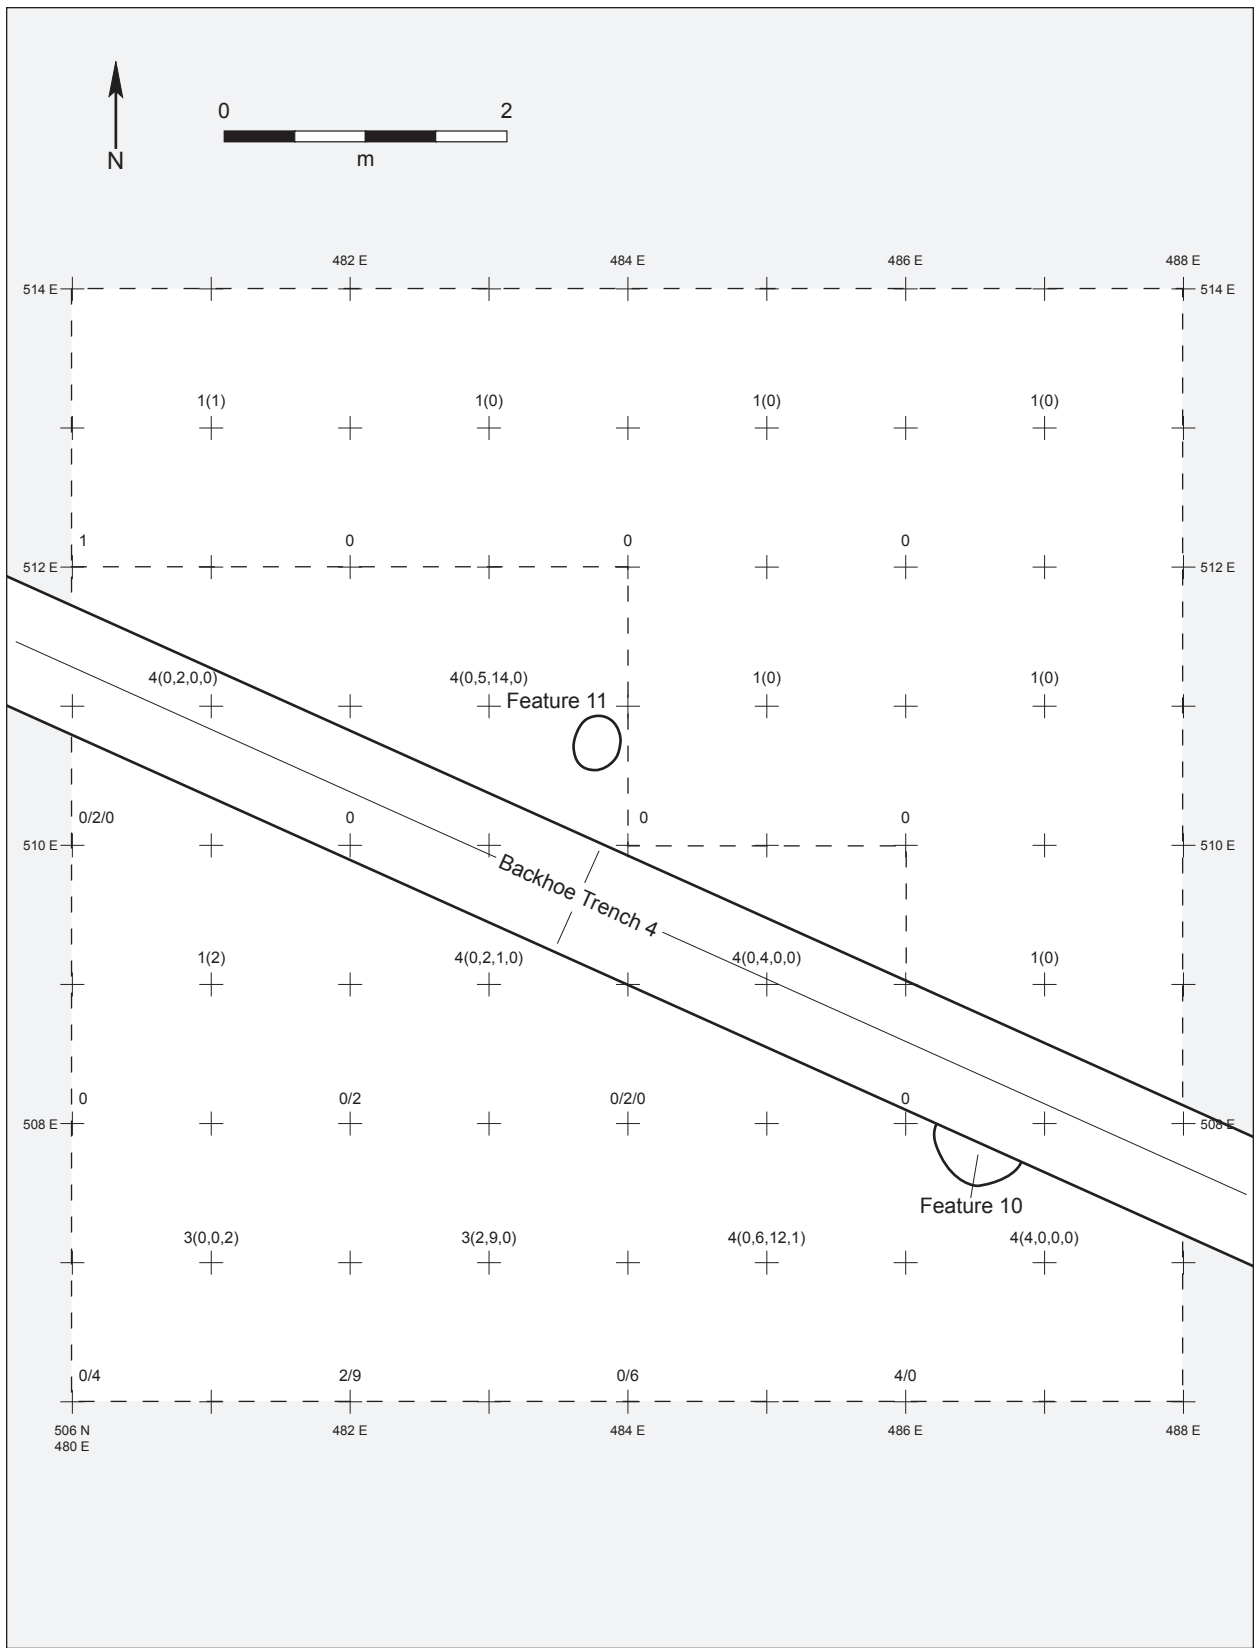 0 2
m
N
482 E 484 E 486 E 488 E
514 E 514 E
1(1) 1(0) 1(0) 1(0)
1 0 0 0
512 E 512 E
4(0,2,0,0) 4(0,5,14,0) 1(0) 1(0)
Feature 11
0/2/0 0 0 0
510 E 510 E
Backhoe Trench 4
1(2) 4(0,2,1,0) 4(0,4,0,0) 1(0)
0 0/2 0/2/0 0
508 E 508 E
Feature 10
3(0,0,2) 3(2,9,0) 4(0,6,12,1) 4(4,0,0,0)
0/4 2/9 0/6 4/0
506 N 482 E 484 E 486 E 488 E
480 E